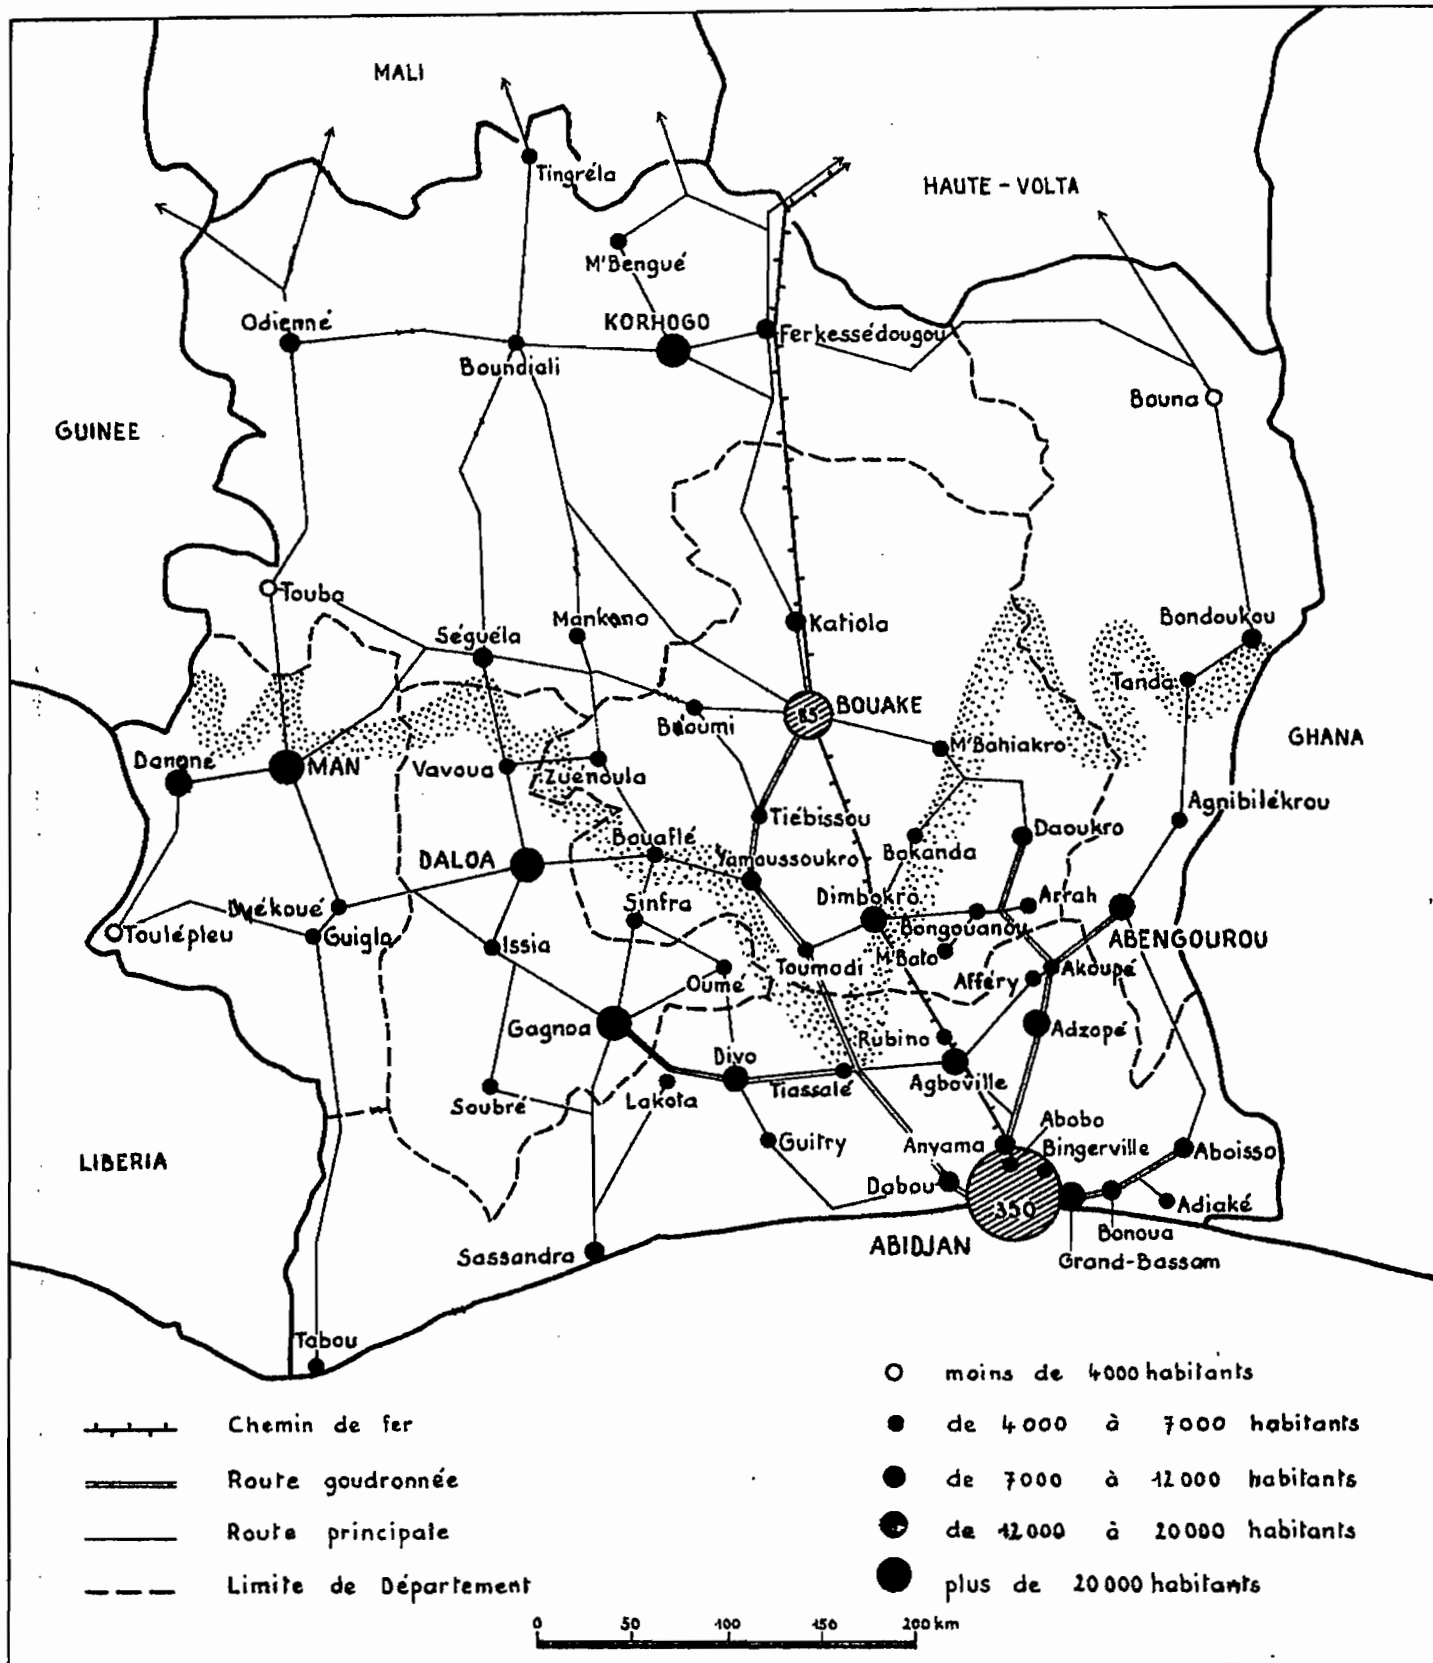 MALI
Tingréla
HAUTE-VOLTA
M'Bengué
Odienné
KORHOGO
Ferkessédougou
Boundiali
Bouna
GUINEE
Touba
Mankono
Katiola
Bondoukou
Séguéla
Tanda
BOUAKE
85
Béoumi
M'Bahiakro
GHANA
Danané
MAN
Vavoua
Zuénoula
Tiébissou
Agnibilékrou
Daoukro
Bouaflé
Yamoussoukro
Bokanda
DALOA
Dimbokro
Arrah
Sinfra
Bongouanou
Duékoué
Toulépleu
Guiglo
Issia
ABENGOUROU
M'Bato
Toumodi
Akoupé
Afféry
Oumé
Gagnoa
Adzopé
Rubino
Divo
Agboville
Tiassalé
Lakota
Soubré
Abobo
Guitry
Anyama
Bingerville
Aboisso
LIBERIA
Dabou
350
Adiaké
Bonoua
ABIDJAN
Sassandra
Grand-Bassam
Tabou
moins de 4000 habitants
Chemin de fer
de 4000 à 7000 habitants
Route goudronnée
de 7000 à 12000 habitants
Route principale
de 12000 à 20000 habitants
Limite de Département
plus de 20000 habitants
0 50 100 150 200 km